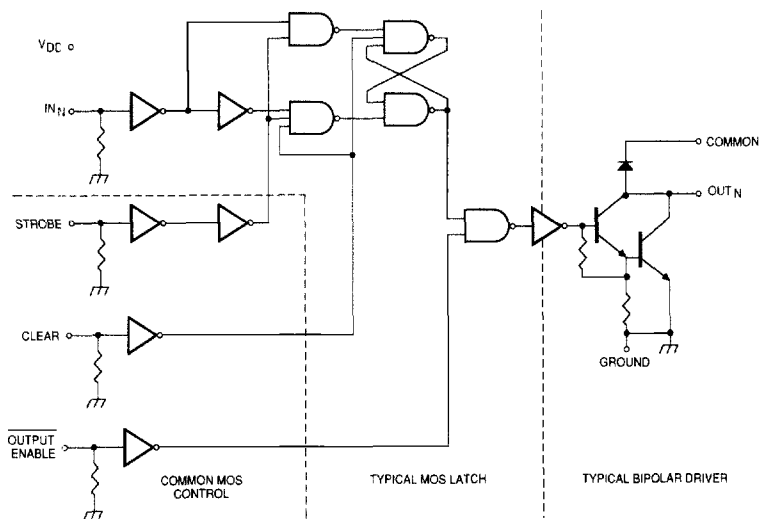 VDD
INN
STROBE
CLEAR
OUTPUT
ENABLE
COMMON MOS
CONTROL
TYPICAL MOS LATCH
COMMON
OUTN
GROUND
TYPICAL BIPOLAR DRIVER